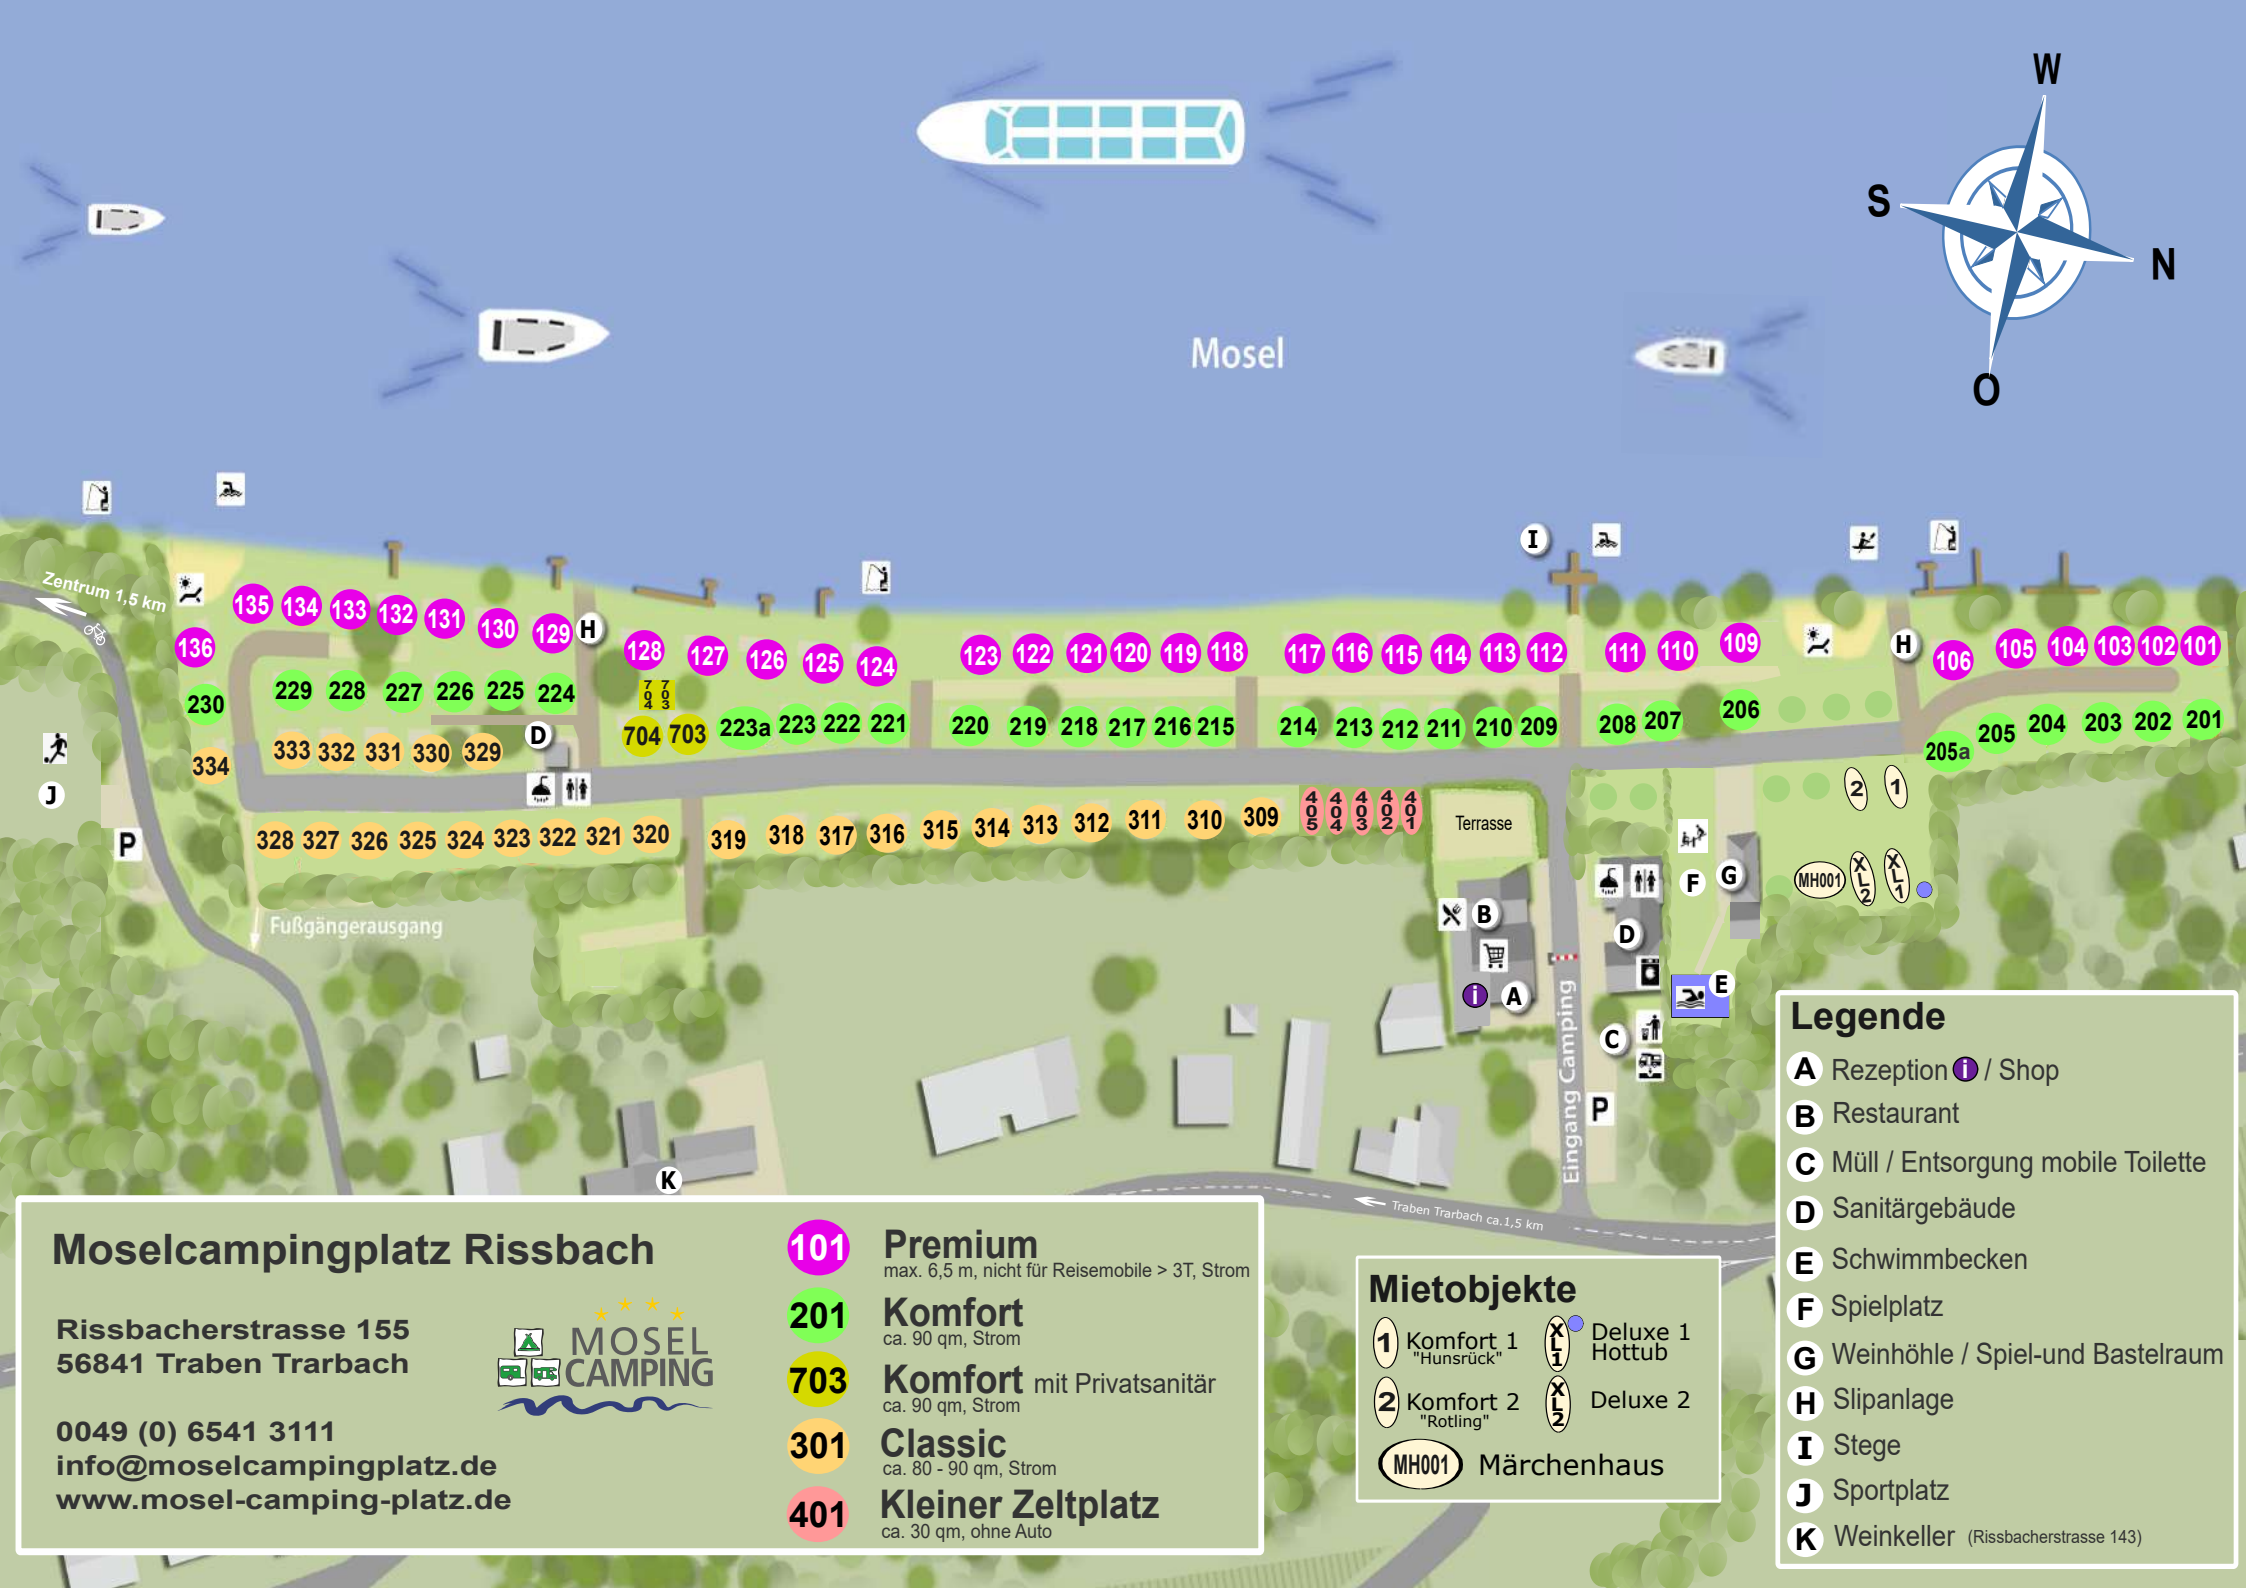 W
S
N
O
Mosel
I
Zentrum 1,5 km
135 134 133 132 131 130 129 H
136
128 127 126 125 124
123 122 121 120 119 118
117 116 115 114 113 112
111 110 109
H
106 105 104 103 102 101
230
229 228 227 226 225 224
704 703
704 703
223a 223 222 221
220 219 218 217 216 215
214 213 212 211 210 209
208 207 206
205a 205 204 203 202 201
334
333 332 331 330 329
D
J
P
328 327 326 325 324 323 322 321 320
319 318 317 316 315 314 313 312 311 310 309
405 404 403 402 401
Terrasse
2 1
MH001 XL2 XL1
F G
B
D
i A
E
C
P
Fußgängerausgang
Eingang Camping
K
Traben Trarbach ca.1,5 km
Moselcampingplatz Rissbach
Rissbacherstrasse 155
56841 Traben Trarbach
0049 (0) 6541 3111
info@moselcampingplatz.de
www.mosel-camping-platz.de
MOSEL
CAMPING
101 Premium
max. 6,5 m, nicht für Reisemobile > 3T, Strom
201 Komfort
ca. 90 qm, Strom
703 Komfort mit Privatsanitär
ca. 90 qm, Strom
301 Classic
ca. 80 - 90 qm, Strom
401 Kleiner Zeltplatz
ca. 30 qm, ohne Auto
Mietobjekte
1 Komfort 1
"Hunsrück"
XL1 Deluxe 1
Hottub
2 Komfort 2
"Rotling"
XL2 Deluxe 2
MH001 Märchenhaus
Legende
A Rezeption i / Shop
B Restaurant
C Müll / Entsorgung mobile Toilette
D Sanitärgebäude
E Schwimmbecken
F Spielplatz
G Weinhöhle / Spiel-und Bastelraum
H Slipanlage
I Stege
J Sportplatz
K Weinkeller (Rissbacherstrasse 143)